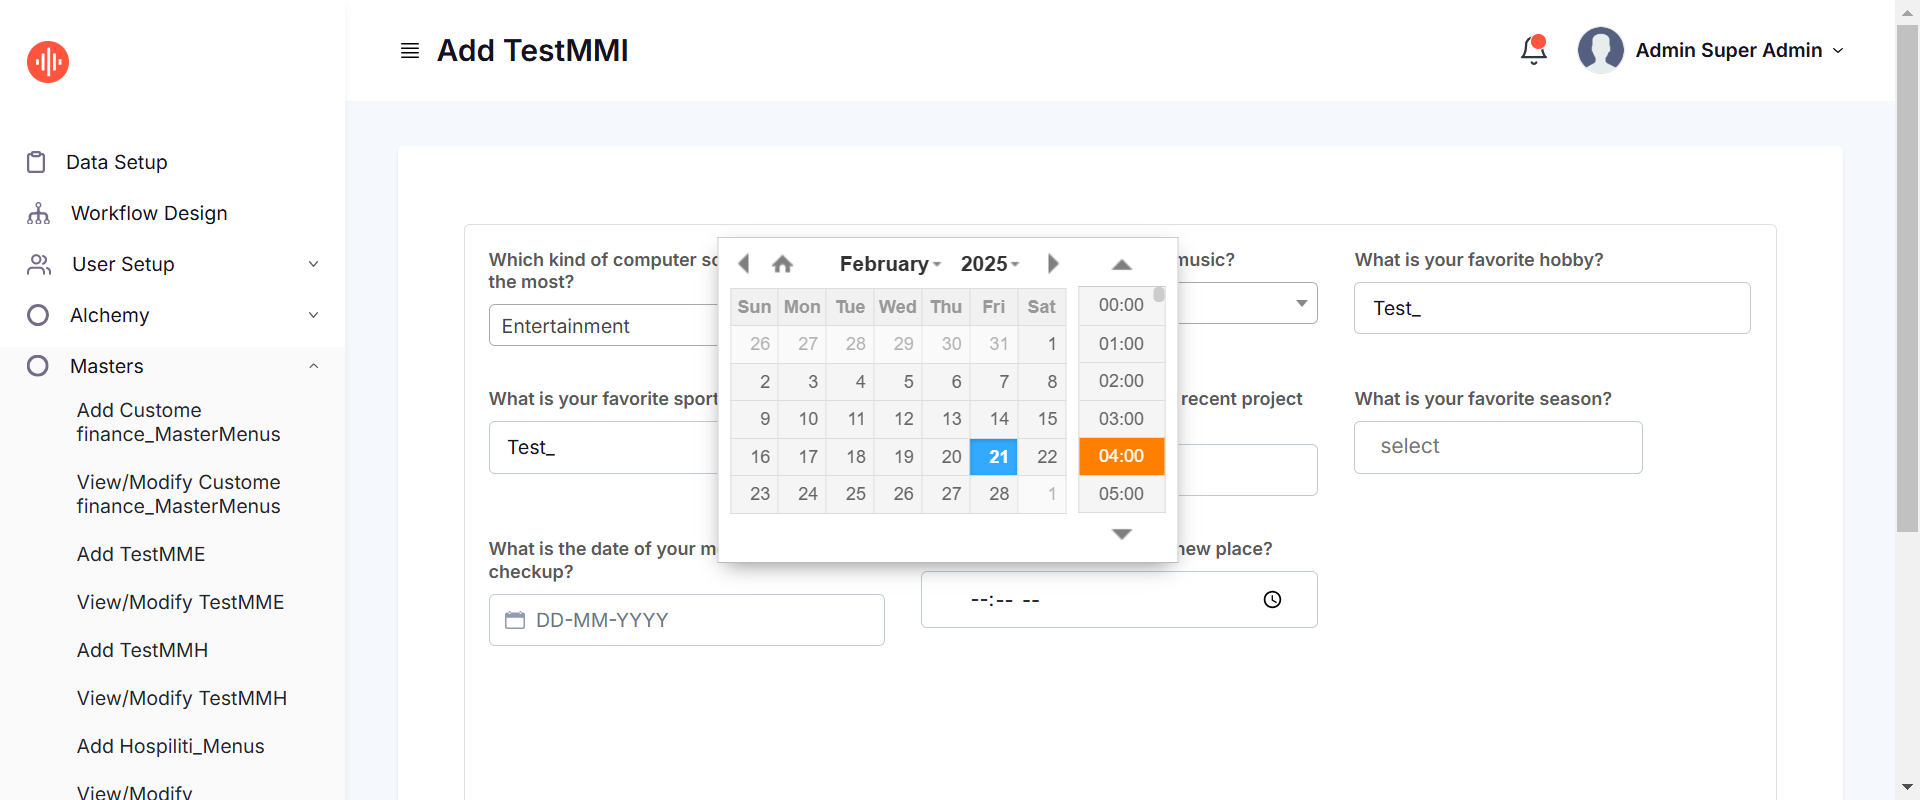 Add TestMMI
Admin Super Admin
Data Setup
Workflow Design
User Setup
Alchemy
Masters
Add Custome
finance_MasterMenus
View/Modify Custome
finance_MasterMenus
Add TestMME
View/Modify TestMME
Add TestMMH
View/Modify TestMMH
Add Hospiliti_Menus
View/Modify
Which kind of computer
the most?
Entertainment
music?
What is your favorite hobby?
Test_
What is your favorite sport
Test_
recent project
What is your favorite season?
select
What is the date of your
checkup?
DD-MM-YYYY
new place?
--:-- --
February 2025
Sun Mon Tue Wed Thu Fri Sat
26 27 28 29 30 31 1
2 3 4 5 6 7 8
9 10 11 12 13 14 15
16 17 18 19 20 21 22
23 24 25 26 27 28 1
00:00
01:00
02:00
03:00
04:00
05:00